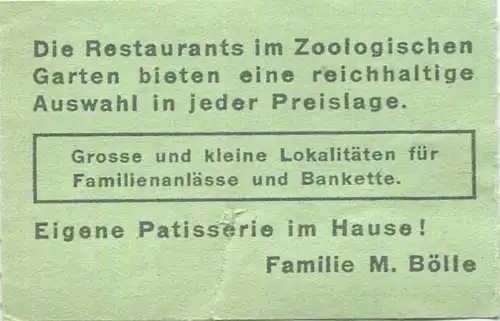 Die Restaurants im Zoologischen
Garten bieten eine reichhaltige
Auswahl in jeder Preislage.
Grosse und kleine Lokalitäten für
Familienanlässe und Bankette.
Eigene Patisserie im Hause!
Familie M. Bölle